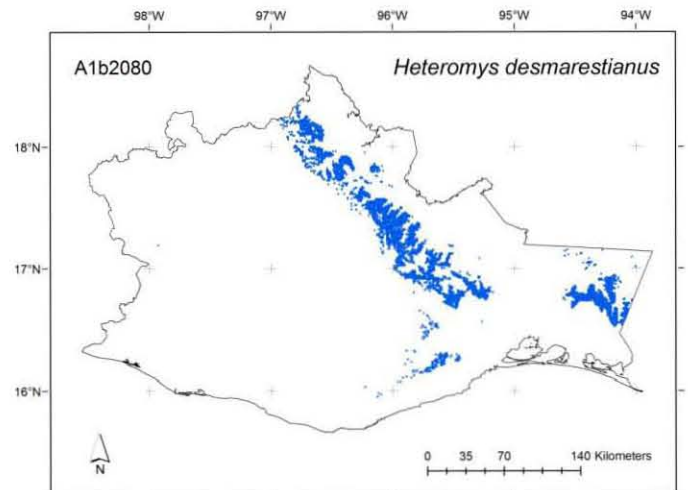 98°W 97°W 96°W 95°W 94°W
A1b2080 Heteromys desmarestianus
18°N
17°N
16°N
N
0 35 70 140 Kilometers